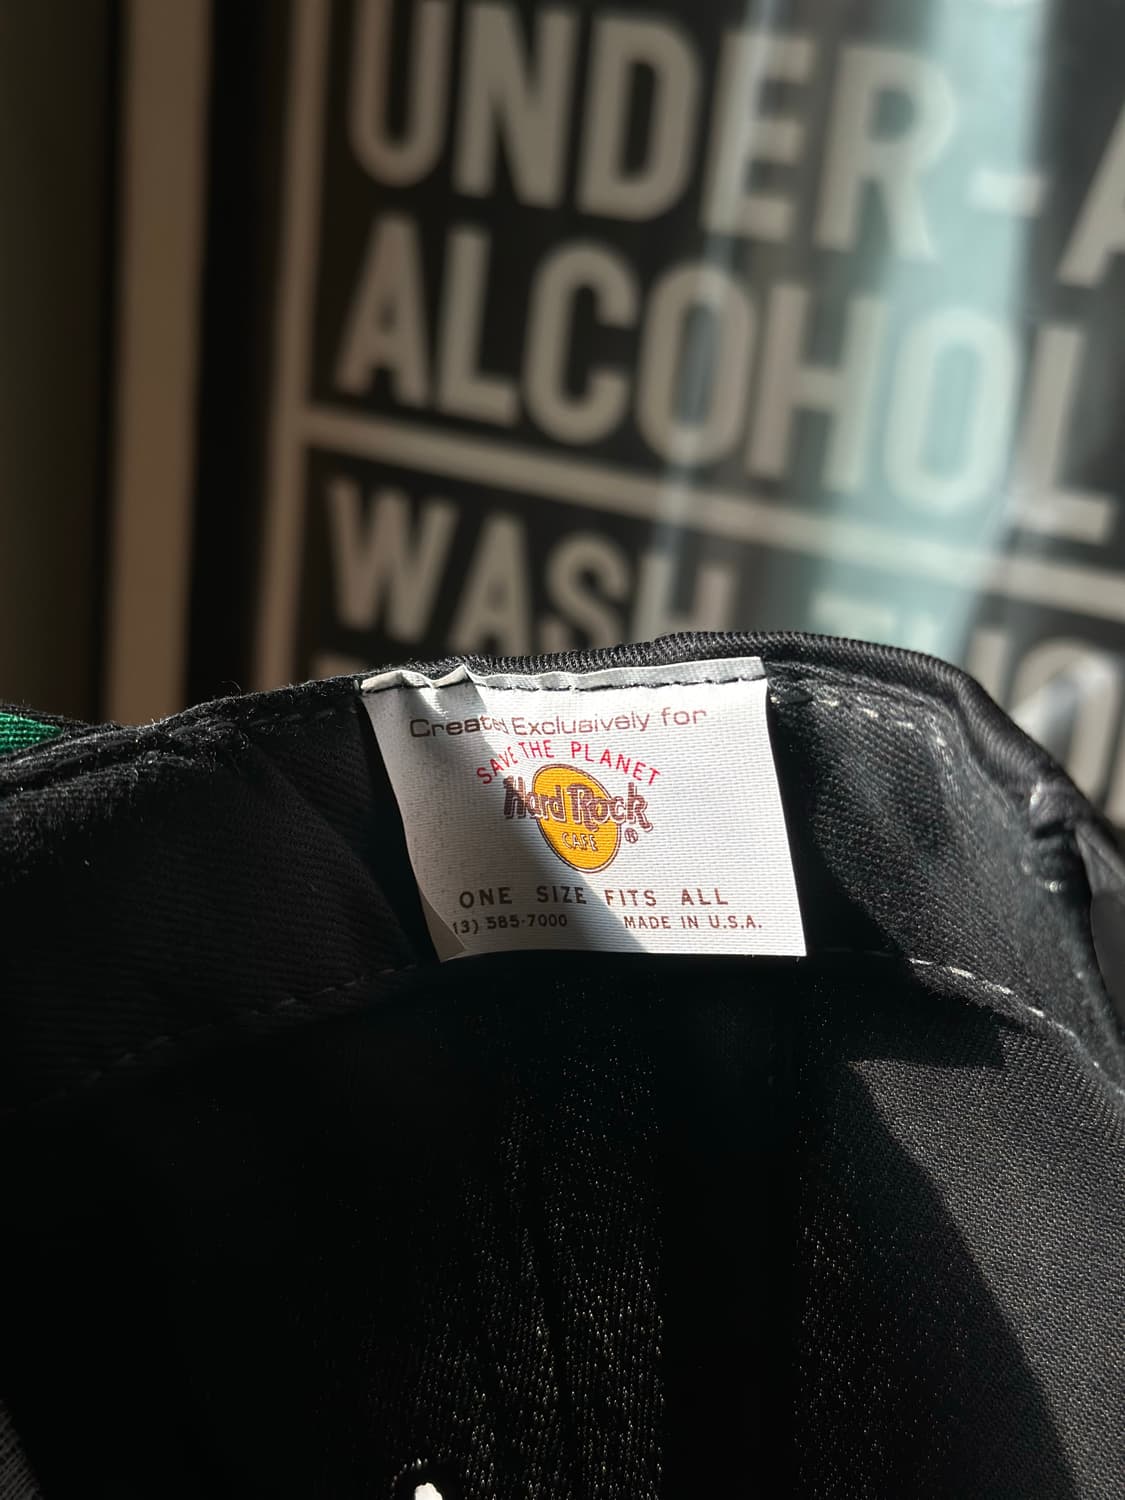 UNDER-A
ALCOHOL
WASH
Created Exclusively for
SAVE THE PLANET
Hard Rock
CAFE
®
ONE SIZE FITS ALL
13) 585-7000 MADE IN U.S.A.